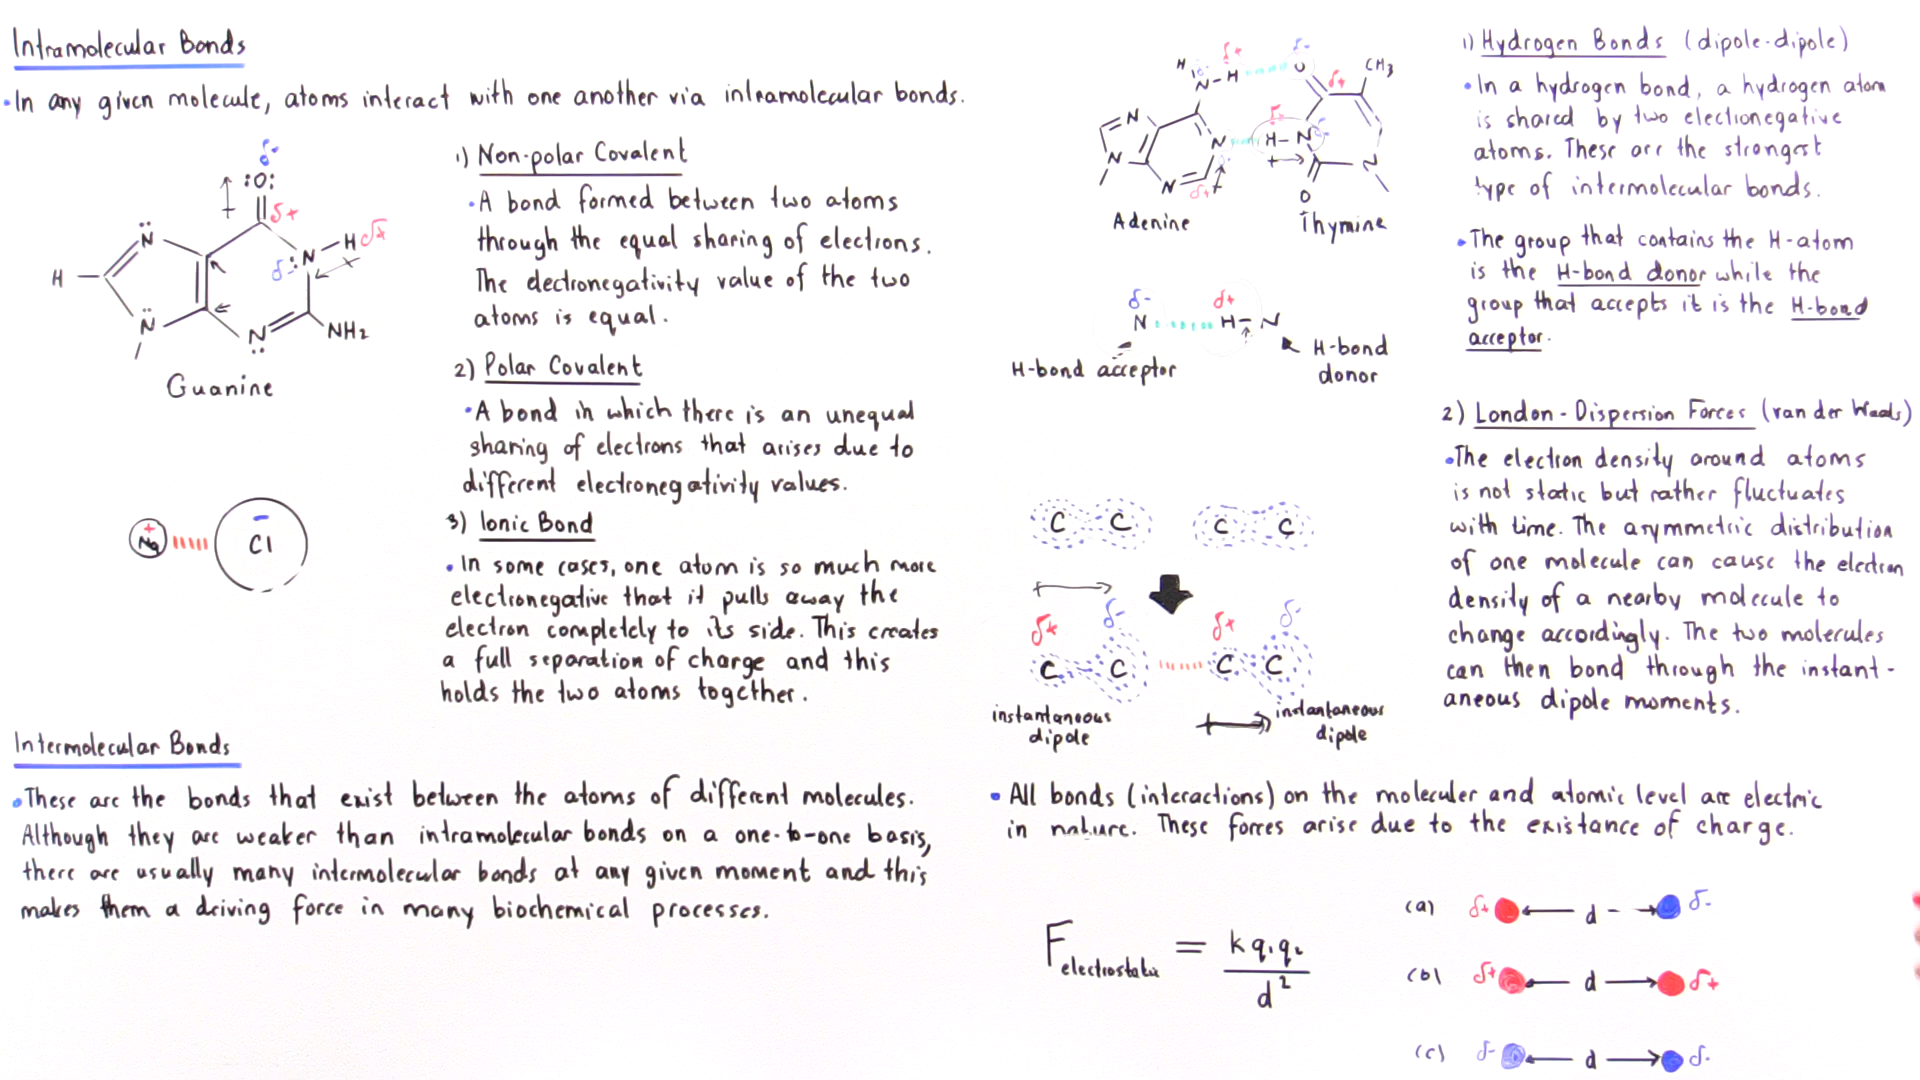 Intramolecular Bonds
• In any given molecule, atoms interact with one another via intramolecular bonds.
δ-
:O:
δ+
N
N
H
δ+
δ-
:N
H
N
N
NH2
Guanine
1) Non-polar Covalent
• A bond formed between two atoms
through the equal sharing of electrons.
The electronegativity value of the two
atoms is equal.
2) Polar Covalent
• A bond in which there is an unequal
sharing of electrons that arises due to
different electronegativity values.
3) Ionic Bond
• In some cases, one atom is so much more
electronegative that it pulls away the
electron completely to its side. This creates
a full separation of charge and this
holds the two atoms together.
+
Na
-
Cl
Intermolecular Bonds
• These are the bonds that exist between the atoms of different molecules.
Although they are weaker than intramolecular bonds on a one-to-one basis,
there are usually many intermolecular bonds at any given moment and this
makes them a driving force in many biochemical processes.
δ+
δ-
H
N-H
O
δ+
CH3
N
N
δ+
H-N
δ-
N
N
δ+
N
O
Adenine
Thymine
δ-
δ+
N
H-N
H-bond acceptor
H-bond
donor
1) Hydrogen Bonds (dipole-dipole)
• In a hydrogen bond, a hydrogen atom
is shared by two electronegative
atoms. These are the strongest
type of intermolecular bonds.
• The group that contains the H-atom
is the H-bond donor while the
group that accepts it is the H-bond
acceptor.
2) London-Dispersion Forces (van der Waals)
• The electron density around atoms
is not static but rather fluctuates
with time. The asymmetric distribution
of one molecule can cause the electron
density of a nearby molecule to
change accordingly. The two molecules
can then bond through the instant-
aneous dipole moments.
C C
C C
δ+
δ-
δ+
δ-
C C
C C
instantaneous
dipole
instantaneous
dipole
• All bonds (interactions) on the moleculer and atomic level are electric
in nature. These forces arise due to the existance of charge.
F electrostatic = k q1 q2 / d²
(a) δ+ d δ-
(b) δ+ d δ+
(c) δ- d δ-